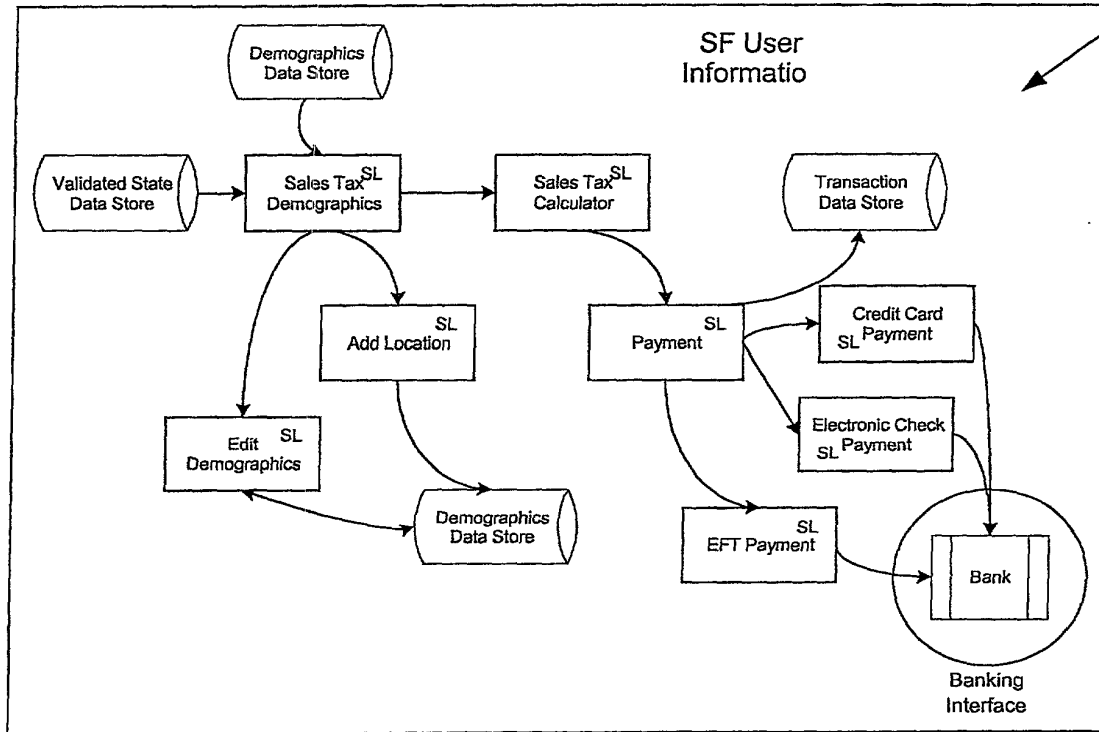 SF User
Informatio
Demographics
Data Store
Validated State
Data Store
Sales Tax SL
Demographics
Sales Tax SL
Calculator
Transaction
Data Store
SL
Add Location
SL
Payment
Credit Card
SL Payment
Edit SL
Demographics
Electronic Check
SL Payment
Demographics
Data Store
SL
EFT Payment
Bank
Banking
Interface